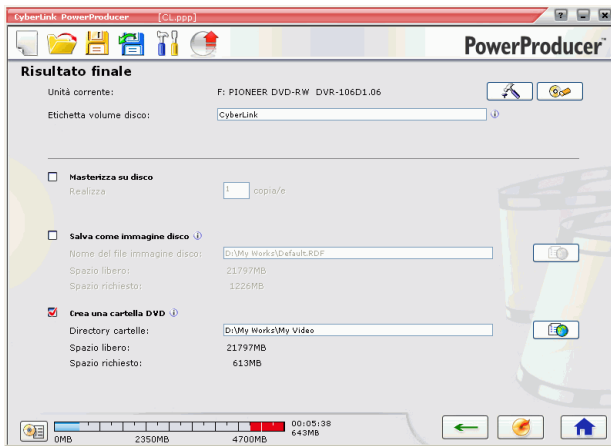 CyberLink PowerProducer [CL.ppp]
PowerProducer™
Risultato finale
Unità corrente: F: PIONEER DVD-RW DVR-106D1.06
Etichetta volume disco: CyberLink
Masterizza su disco
Realizza 1 copia/e
Salva come immagine disco
Nome del file immagine disco: D:\My Works\Default.RDF
Spazio libero: 21797MB
Spazio richiesto: 1226MB
Crea una cartella DVD
Directory cartelle: D:\My Works\My Video
Spazio libero: 21797MB
Spazio richiesto: 613MB
00:05:38
643MB
0MB 2350MB 4700MB